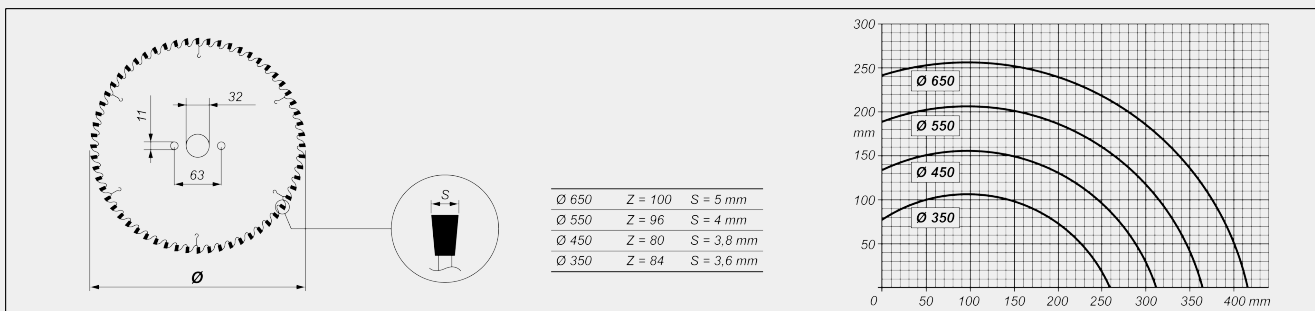 32
11
63
Ø
S
Ø 650 Z = 100 S = 5 mm
Ø 550 Z = 96 S = 4 mm
Ø 450 Z = 80 S = 3,8 mm
Ø 350 Z = 84 S = 3,6 mm
300
250
200
mm
150
100
50
Ø 650
Ø 550
Ø 450
Ø 350
0 50 100 150 200 250 300 350 400 mm